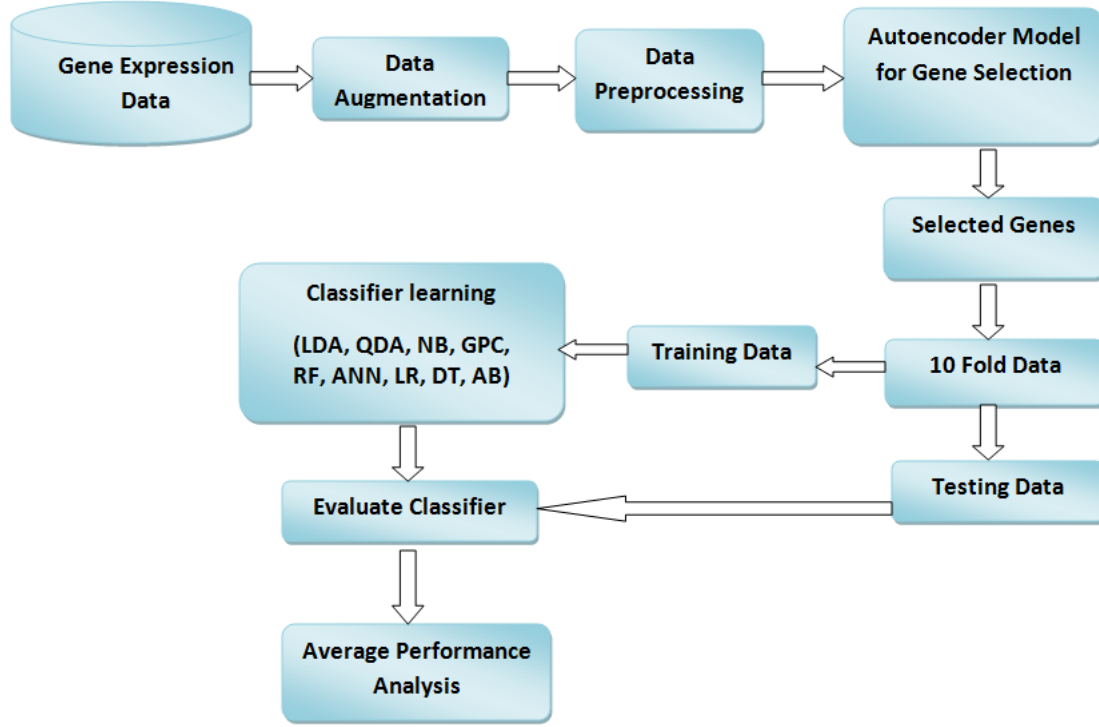 Gene Expression
Data
Data
Augmentation
Data
Preprocessing
Autoencoder Model
for Gene Selection
Selected Genes
10 Fold Data
Training Data
Classifier learning
(LDA, QDA, NB, GPC,
RF, ANN, LR, DT, AB)
Testing Data
Evaluate Classifier
Average Performance
Analysis